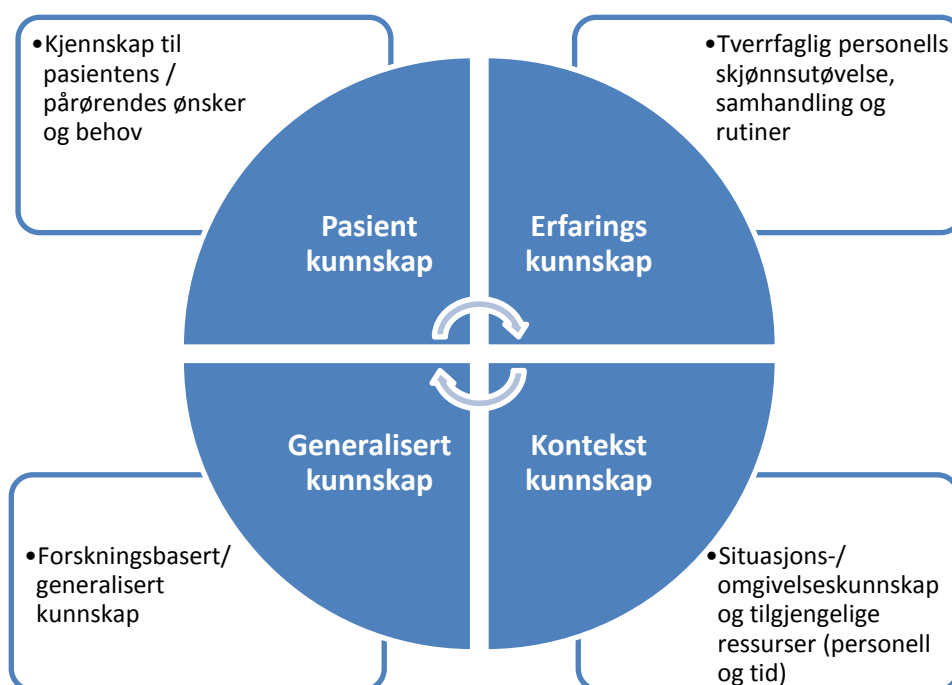 •Kjennskap til
pasientens /
pårørendes ønsker
og behov
•Tverrfaglig personells
skjønnsutøvelse,
samhandling og
rutiner
Pasient
kunnskap
Erfarings
kunnskap
Generalisert
kunnskap
Kontekst
kunnskap
•Forskningsbasert/
generalisert
kunnskap
•Situasjons-/
omgivelseskunnskap
og tilgjengelige
ressurser (personell
og tid)